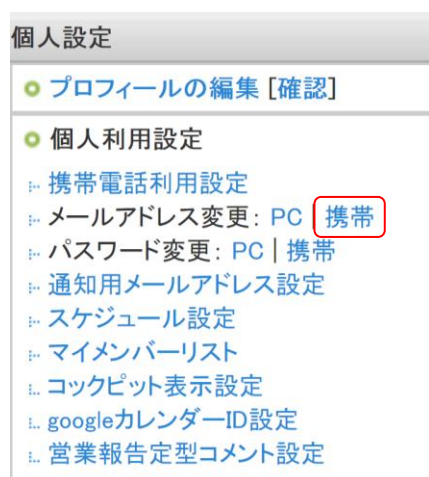 個人設定
プロフィールの編集 [確認]
個人利用設定
携帯電話利用設定
メールアドレス変更: PC | 携帯
パスワード変更: PC | 携帯
通知用メールアドレス設定
スケジュール設定
マイメンバーリスト
コックピット表示設定
googleカレンダーID設定
営業報告定型コメント設定